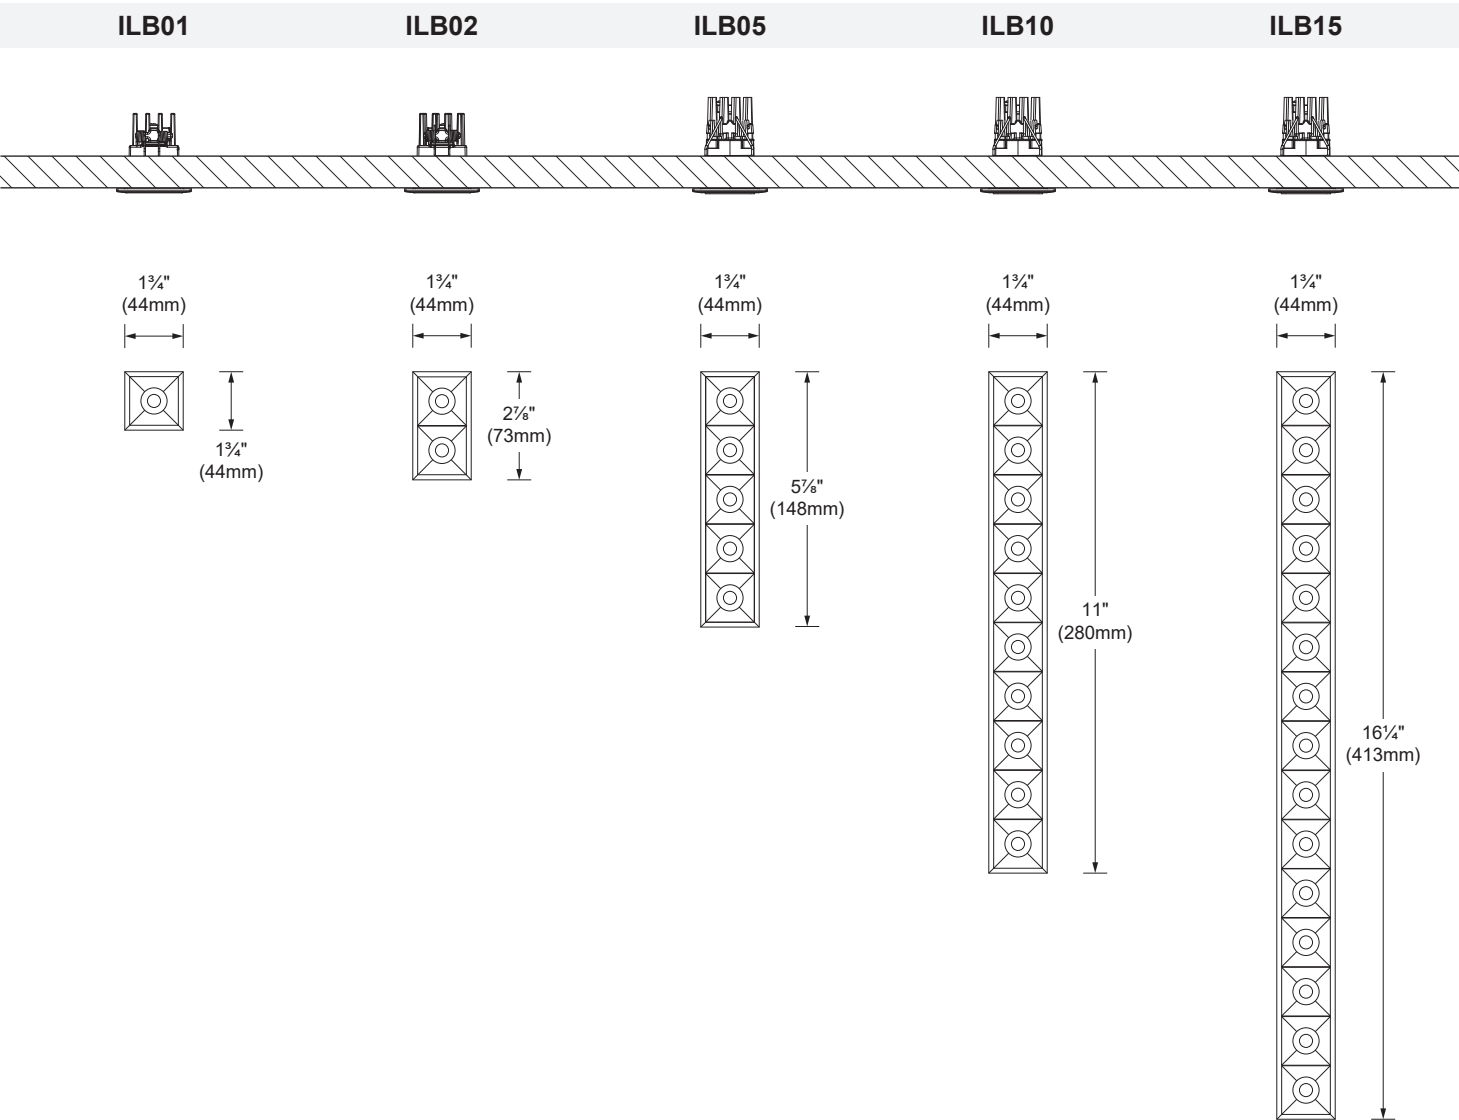 ILB01 ILB02 ILB05 ILB10 ILB15
1¾" 1¾" 1¾" 1¾" 1¾"
(44mm) (44mm) (44mm) (44mm) (44mm)
1¾"
(44mm)
2⅞"
(73mm)
5⅞"
(148mm)
11"
(280mm)
16¼"
(413mm)